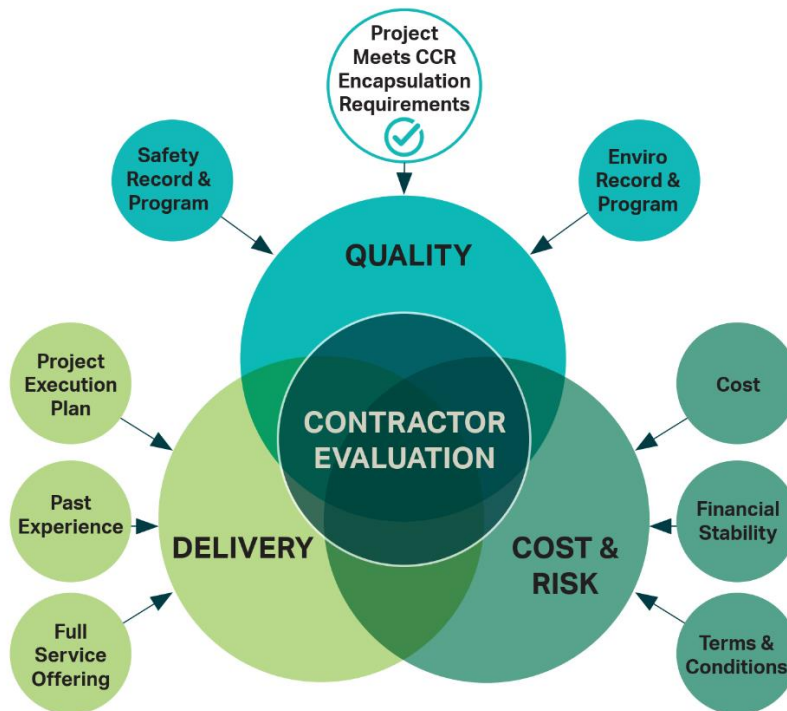 Project
Meets CCR
Encapsulation
Requirements
Safety
Record &
Program
Enviro
Record &
Program
QUALITY
Project
Execution
Plan
Cost
CONTRACTOR
EVALUATION
Past
Experience
Financial
Stability
DELIVERY
COST &
RISK
Full
Service
Offering
Terms &
Conditions